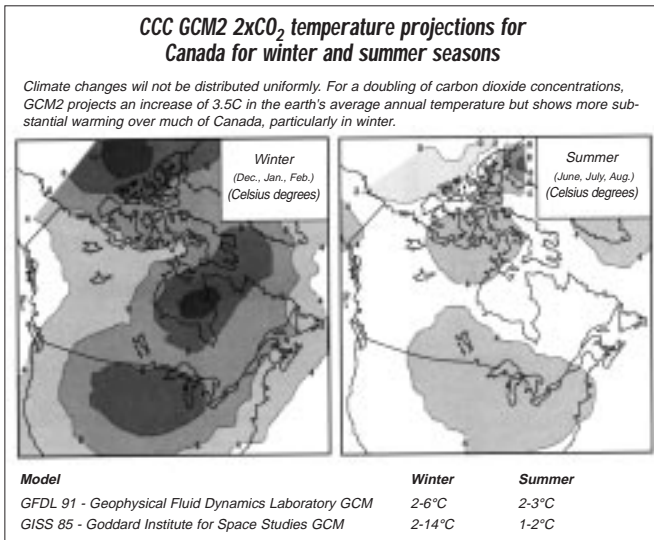 CCC GCM2 2xCO₂ temperature projections for
Canada for winter and summer seasons
Climate changes wil not be distributed uniformly. For a doubling of carbon dioxide concentrations,
GCM2 projects an increase of 3.5C in the earth's average annual temperature but shows more sub-
stantial warming over much of Canada, particularly in winter.
Winter
(Dec., Jan., Feb.)
(Celsius degrees)
Summer
(June, July, Aug.)
(Celsius degrees)
Model Winter Summer
GFDL 91 - Geophysical Fluid Dynamics Laboratory GCM 2-6°C 2-3°C
GISS 85 - Goddard Institute for Space Studies GCM 2-14°C 1-2°C